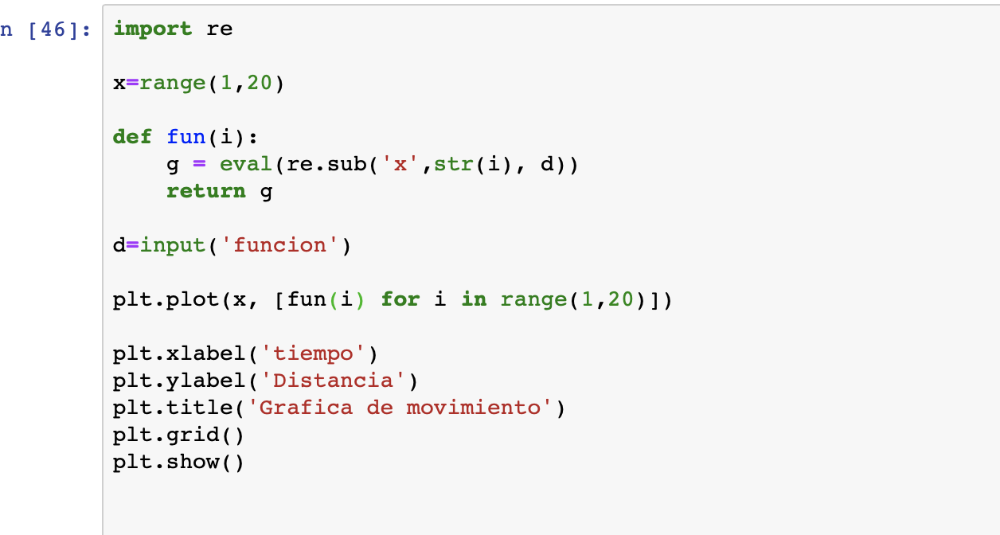 n [46]:
import re
x=range(1,20)
def fun(i):
    g = eval(re.sub('x',str(i), d))
    return g
d=input('funcion')
plt.plot(x, [fun(i) for i in range(1,20)])
plt.xlabel('tiempo')
plt.ylabel('Distancia')
plt.title('Grafica de movimiento')
plt.grid()
plt.show()